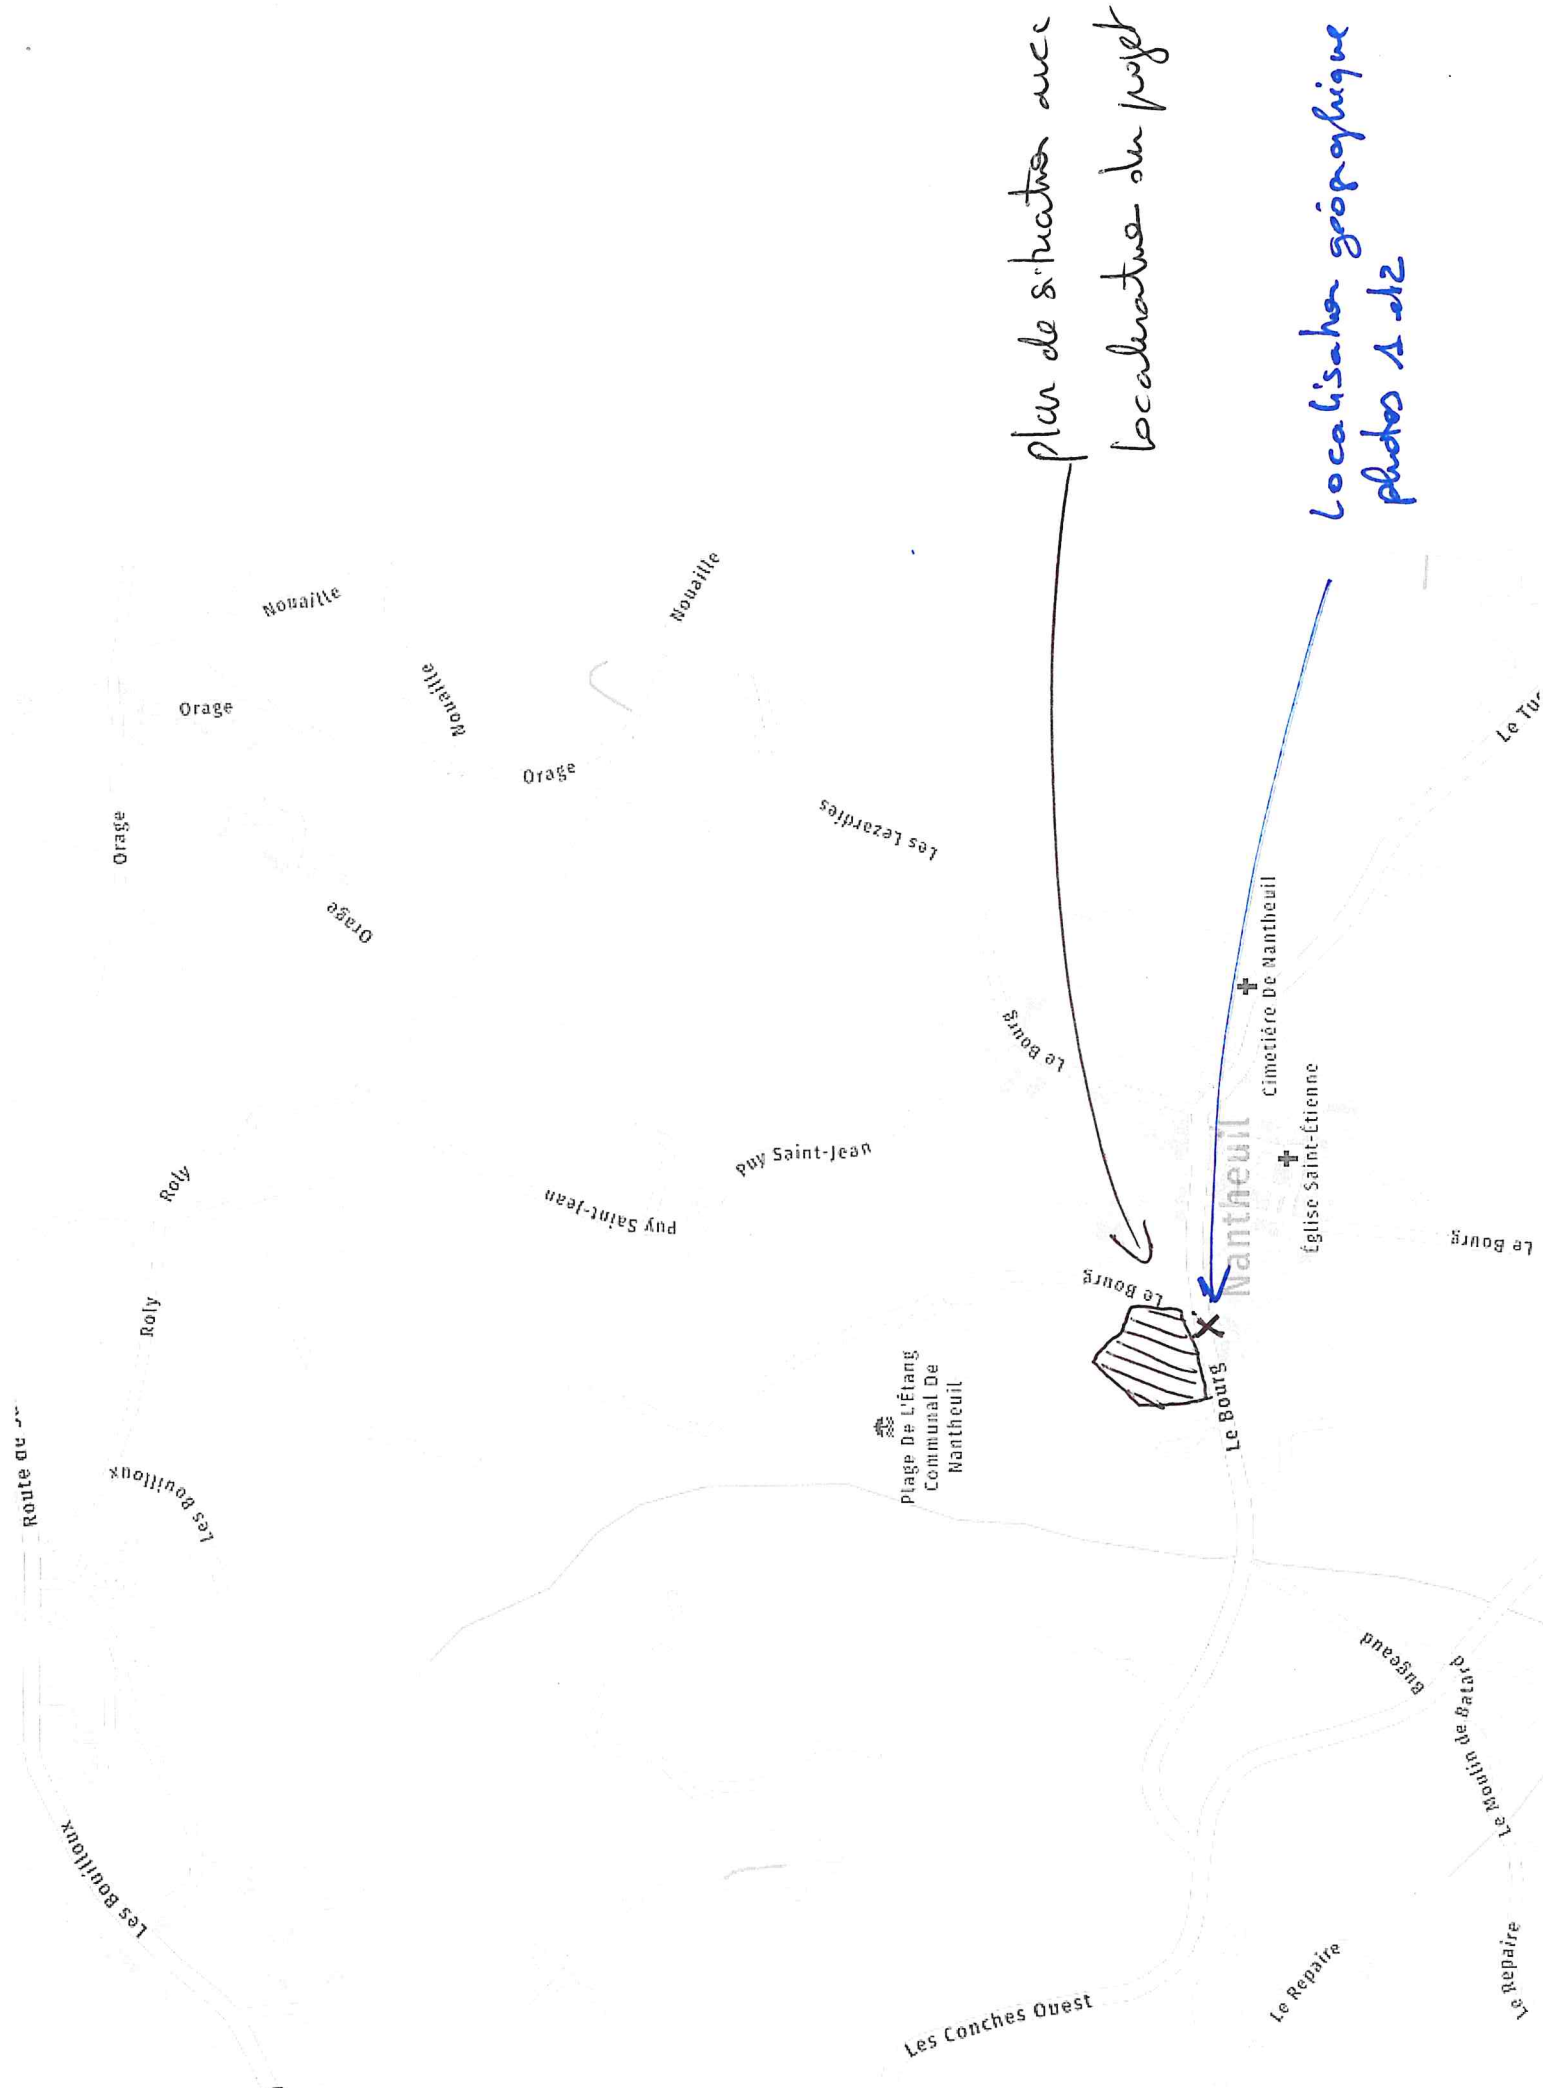 plan de situation avec
localisation du projet
Localisation géographique
photos 1 et 2
Nouaille
Nouaille
Nouaille
Orage
Orage
Orage
Orage
Les Lezardies
Le Tuc
Cimetière De Nantheuil
Le Bourg
Puy Saint-Jean
Puy Saint-Jean
Roly
Roly
Nantheuil
Église Saint-Étienne
Le Bourg
Le Bourg
Le Bourg
Plage De L'Étang
Communal De
Nantheuil
Route de
Les Bouilloux
Les Bouilloux
Bugeaud
Le Moulin de Batard
Le Repaire
Le Repaire
Les Conches Ouest